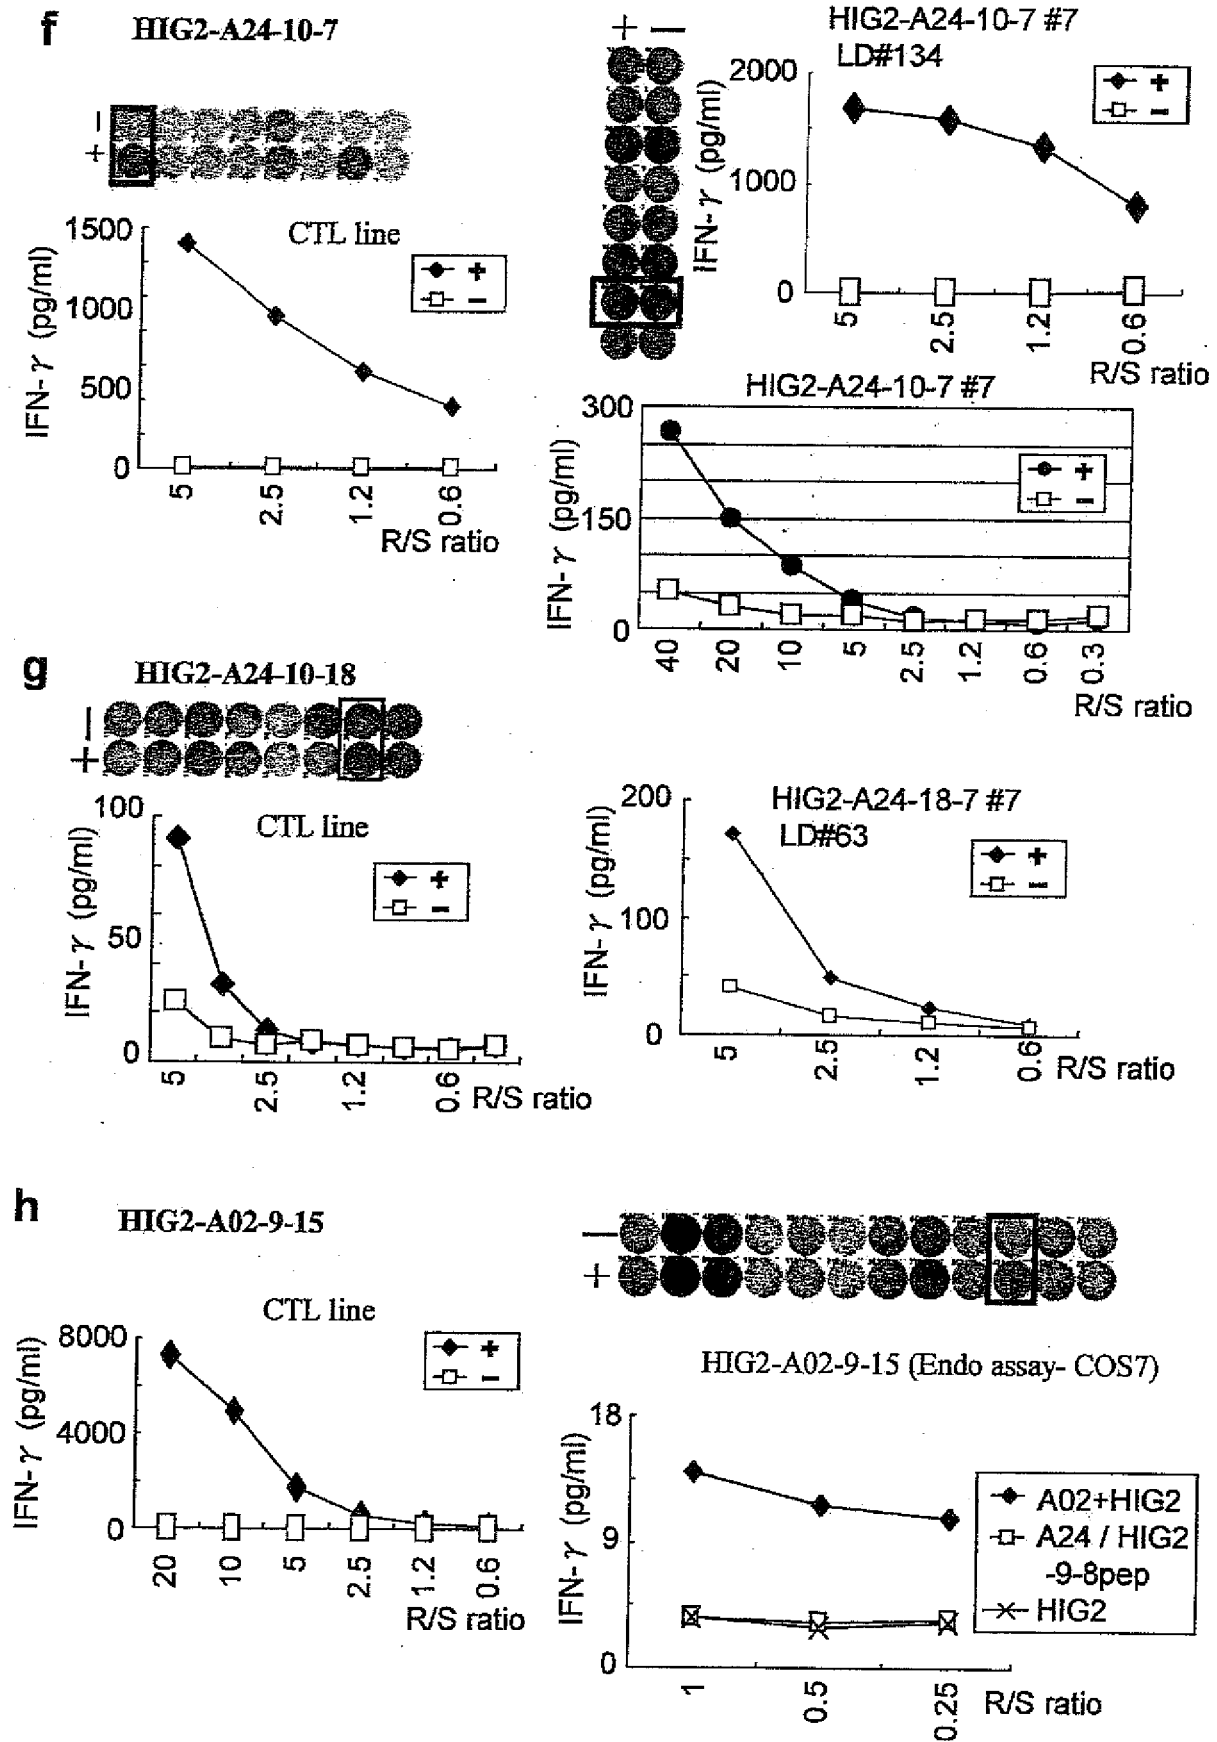 f
HIG2-A24-10-7
–
+
CTL line
IFN-γ (pg/ml)
1500
1000
500
0
+
–
5
2.5
1.2
0.6
R/S ratio
+ –
HIG2-A24-10-7 #7
LD#134
IFN-γ (pg/ml)
2000
1000
0
+
–
5
2.5
1.2
0.6
R/S ratio
HIG2-A24-10-7 #7
IFN-γ (pg/ml)
300
150
0
+
–
40
20
10
5
2.5
1.2
0.6
0.3
R/S ratio
g
HIG2-A24-10-18
–
+
CTL line
IFN-γ (pg/ml)
100
50
0
+
–
5
2.5
1.2
0.6
R/S ratio
HIG2-A24-18-7 #7
LD#63
IFN-γ (pg/ml)
200
100
0
+
–
5
2.5
1.2
0.6
R/S ratio
h
HIG2-A02-9-15
–
+
CTL line
IFN-γ (pg/ml)
8000
4000
0
+
–
20
10
5
2.5
1.2
0.6
R/S ratio
HIG2-A02-9-15 (Endo assay- COS7)
IFN-γ (pg/ml)
18
9
0
A02+HIG2
A24 / HIG2
-9-8pep
HIG2
1
0.5
0.25
R/S ratio